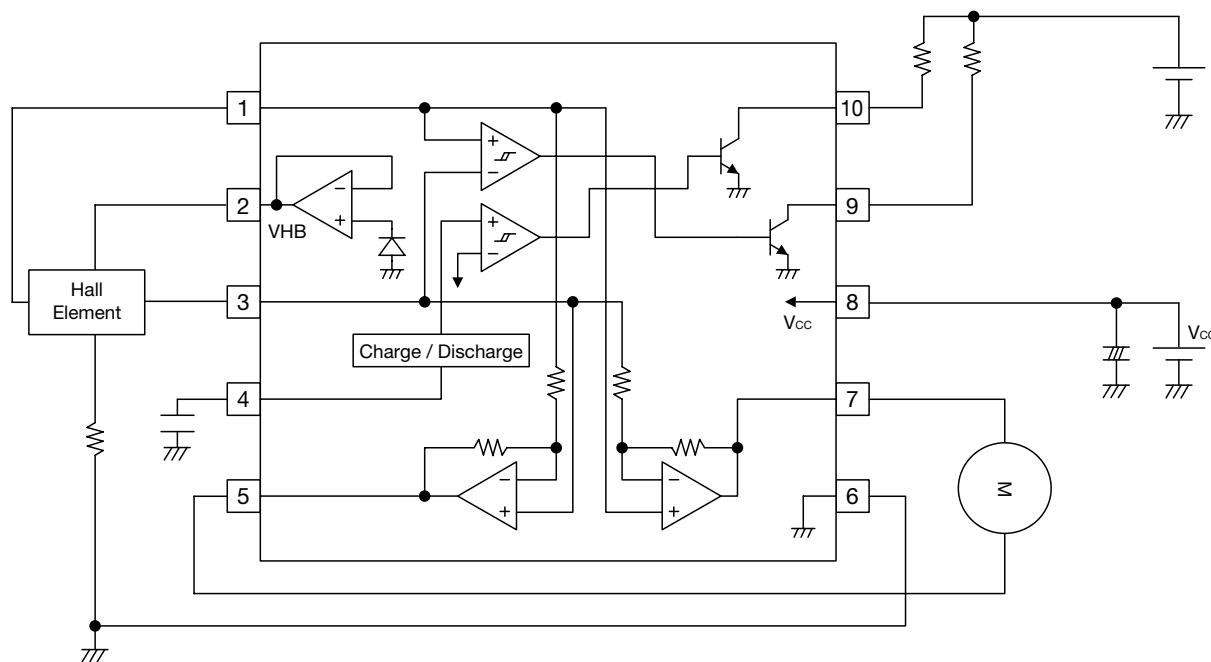 1
10
+
−
2
−
+
VHB
+
−
9
Hall
Element
3
8
VCC
VCC
Charge / Discharge
4
7
5
−
+
−
+
6
M